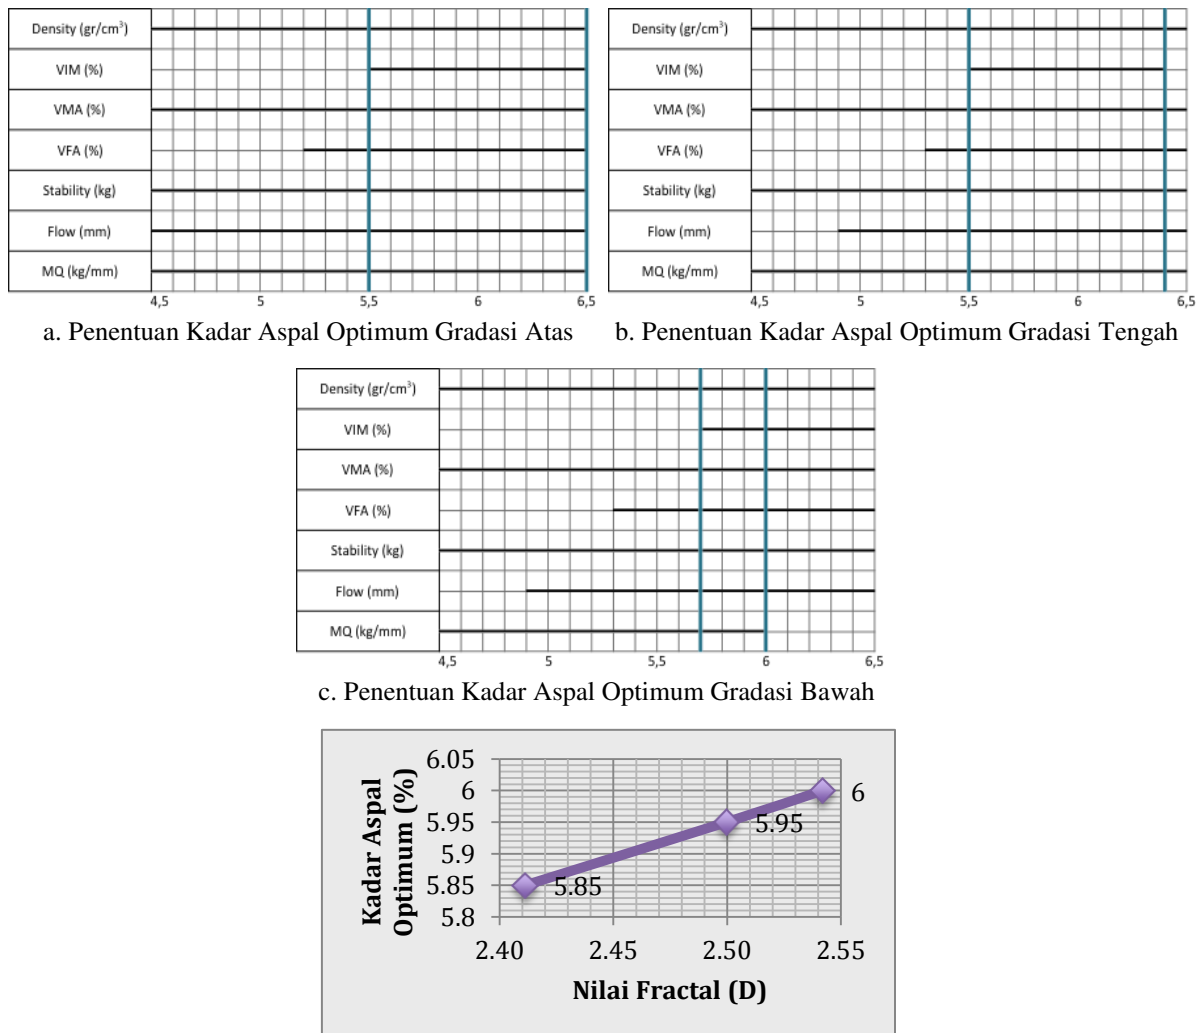 Density (gr/cm³)
VIM (%)
VMA (%)
VFA (%)
Stability (kg)
Flow (mm)
MQ (kg/mm)
4,5 5 5,5 6 6,5
a. Penentuan Kadar Aspal Optimum Gradasi Atas
Density (gr/cm³)
VIM (%)
VMA (%)
VFA (%)
Stability (kg)
Flow (mm)
MQ (kg/mm)
4,5 5 5,5 6 6,5
b. Penentuan Kadar Aspal Optimum Gradasi Tengah
Density (gr/cm³)
VIM (%)
VMA (%)
VFA (%)
Stability (kg)
Flow (mm)
MQ (kg/mm)
4,5 5 5,5 6 6,5
c. Penentuan Kadar Aspal Optimum Gradasi Bawah
Kadar Aspal
Optimum (%)
6.05
6
5.95
5.9
5.85
5.8
6
5.95
5.85
2.40 2.45 2.50 2.55
Nilai Fractal (D)